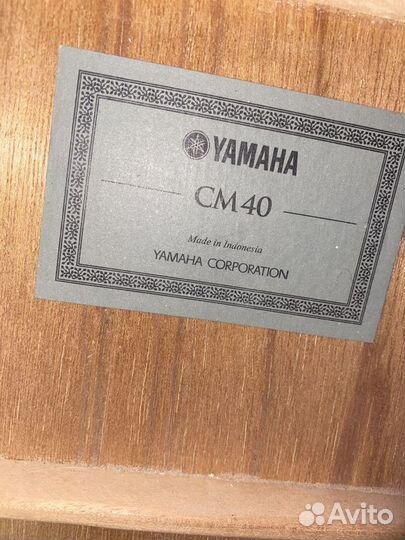 YAMAHA
CM40
Made in Indonesia
YAMAHA CORPORATION
Avito